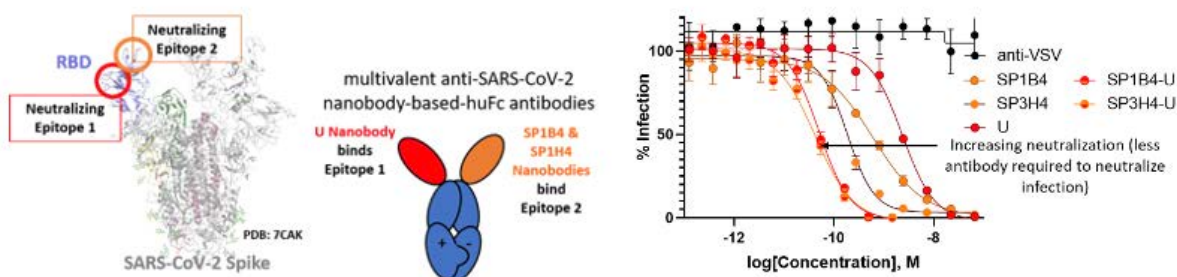 Neutralizing
Epitope 2
RBD
Neutralizing
Epitope 1
PDB: 7CAK
SARS-CoV-2 Spike
multivalent anti-SARS-CoV-2
nanobody-based-huFc antibodies
U Nanobody
binds
Epitope 1
SP1B4 &
SP1H4
Nanobodies
bind
Epitope 2
+
-
% Infection
100
50
0
-12
-10
-8
log[Concentration], M
anti-VSV
SP1B4
SP1B4-U
SP3H4
SP3H4-U
U
Increasing neutralization (less
antibody required to neutralize
infection)